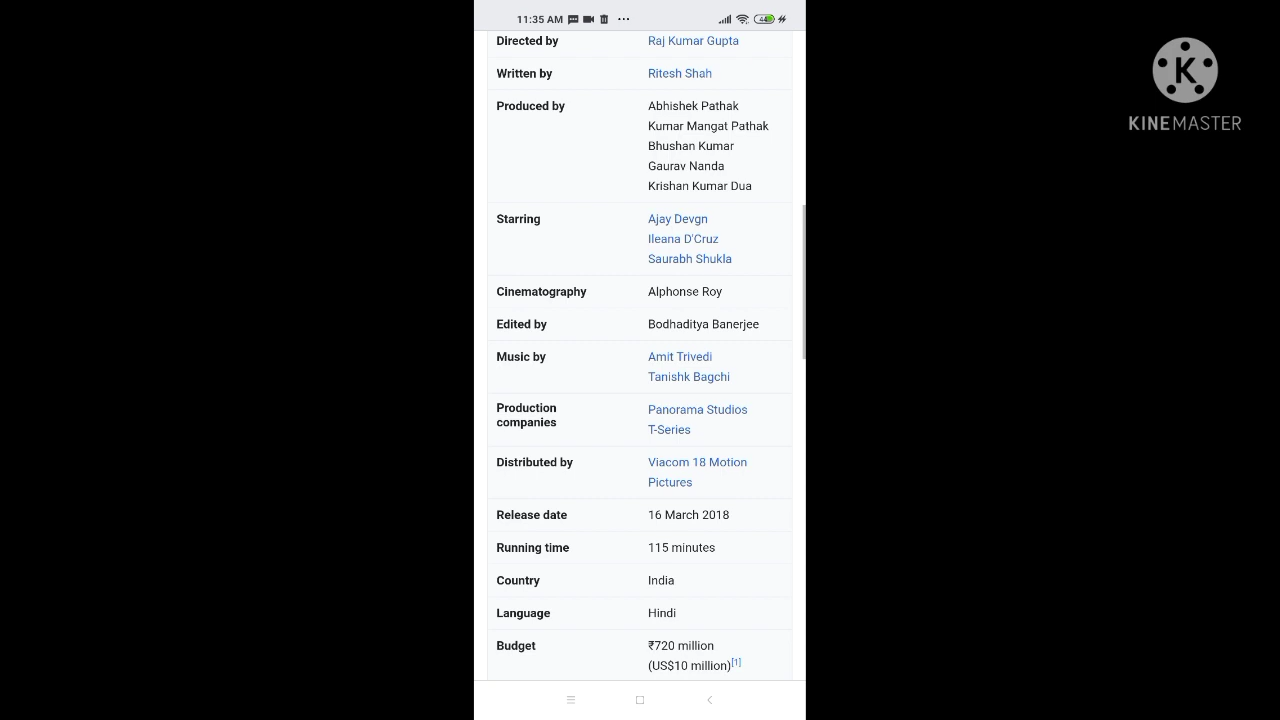 11:35 AM
44
Directed by Raj Kumar Gupta
Written by Ritesh Shah
Produced by Abhishek Pathak
Kumar Mangat Pathak
Bhushan Kumar
Gaurav Nanda
Krishan Kumar Dua
Starring Ajay Devgn
Ileana D'Cruz
Saurabh Shukla
Cinematography Alphonse Roy
Edited by Bodhaditya Banerjee
Music by Amit Trivedi
Tanishk Bagchi
Production companies Panorama Studios
T-Series
Distributed by Viacom 18 Motion
Pictures
Release date 16 March 2018
Running time 115 minutes
Country India
Language Hindi
Budget ₹720 million
(US$10 million)[1]
K
KINEMASTER